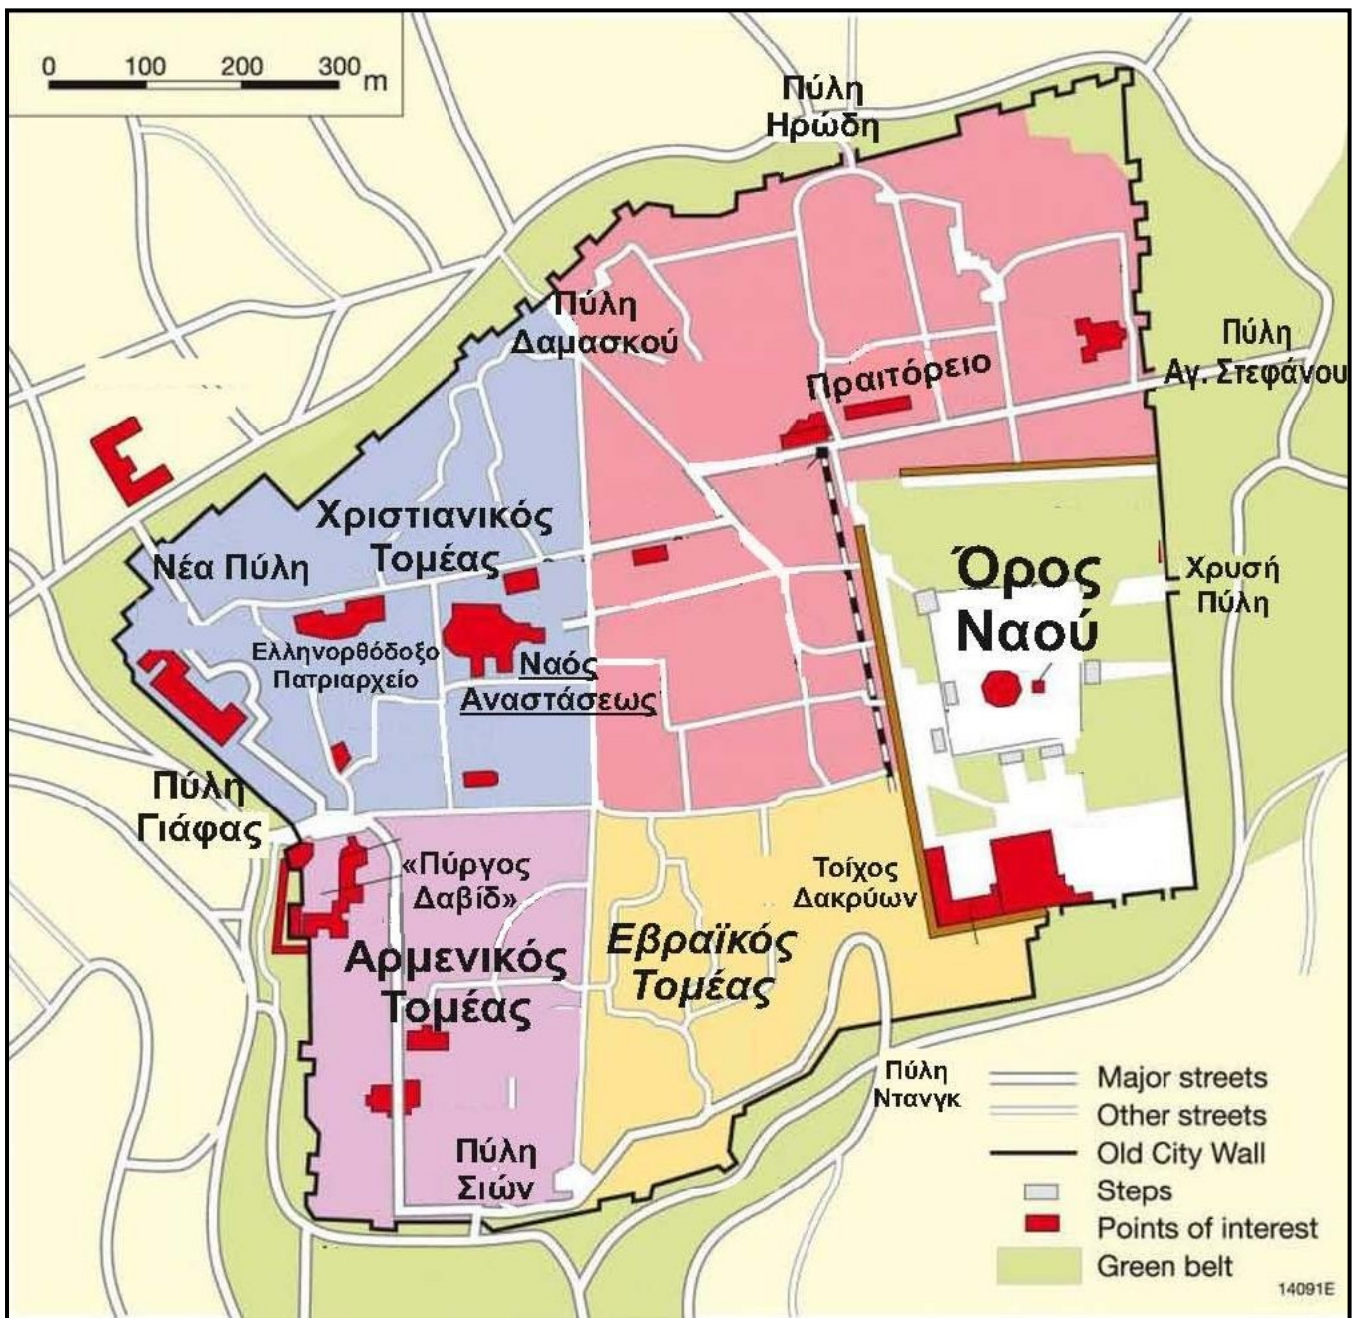 0 100 200 300 m
Πύλη
Ηρώδη
Πύλη
Δαμασκού
Πύλη
Αγ. Στεφάνου
Πραιτόρειο
Χριστιανικός
Τομέας
Νέα Πύλη
Όρος
Ναού
Χρυσή
Πύλη
Ελληνορθόδοξο
Πατριαρχείο
Ναός
Αναστάσεως
Πύλη
Γιάφας
«Πύργος
Δαβίδ»
Τοίχος
Δακρύων
Αρμενικός
Τομέας
Εβραϊκός
Τομέας
Πύλη
Ντανγκ
Πύλη
Σιών
Major streets
Other streets
Old City Wall
Steps
Points of interest
Green belt
14091E